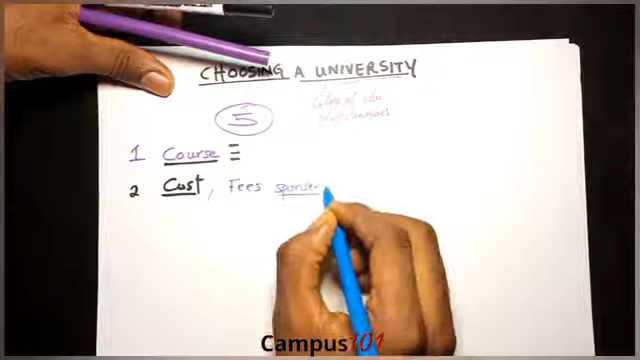 CHOOSING A UNIVERSITY
5
1 Course
2 Cost, Fees
Campus101